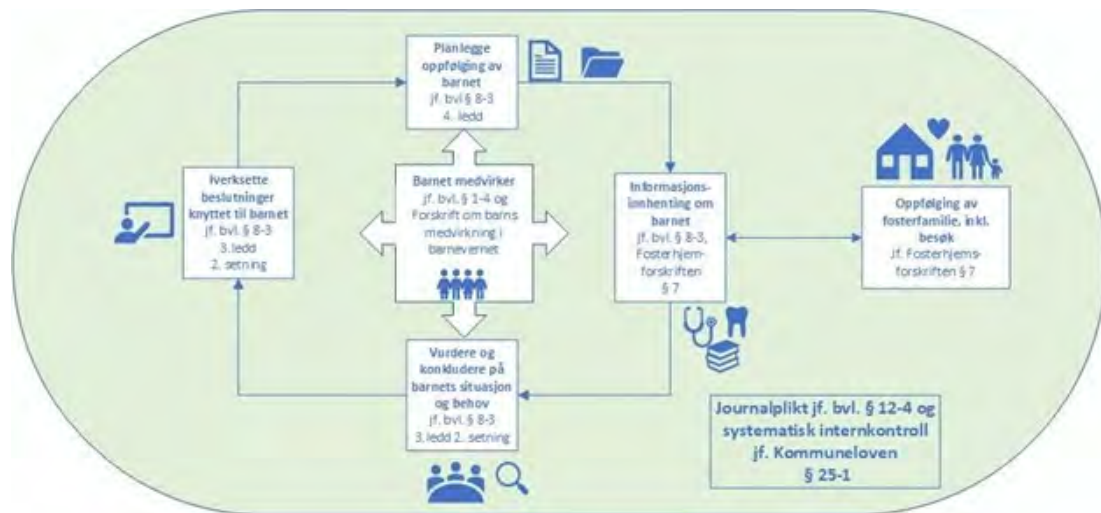 Planlegge
oppfølging av
barnet
jf. bvl § 8-3
4. ledd
Iverksette
beslutninger
knyttet til barnet
jf. bvl. § 8-3
3.ledd
2. setning
Barnet medvirker
jf. bvl. § 1-4 og
Forskrift om barns
medvirkning i
barnevernet
Informasjons-
innhenting om
barnet
jf. bvl. § 8-3,
Fosterhjem-
forskriften
§ 7
Oppfølging av
fosterfamilie, inkl.
besøk
Jf. Fosterhjems-
forskriften § 7
Vurdere og
konkludere på
barnets situasjon
og behov
jf. bvl. § 8-3
3.ledd 2. setning
Journalplikt jf. bvl. § 12-4 og
systematisk internkontroll
jf. Kommuneloven
§ 25-1